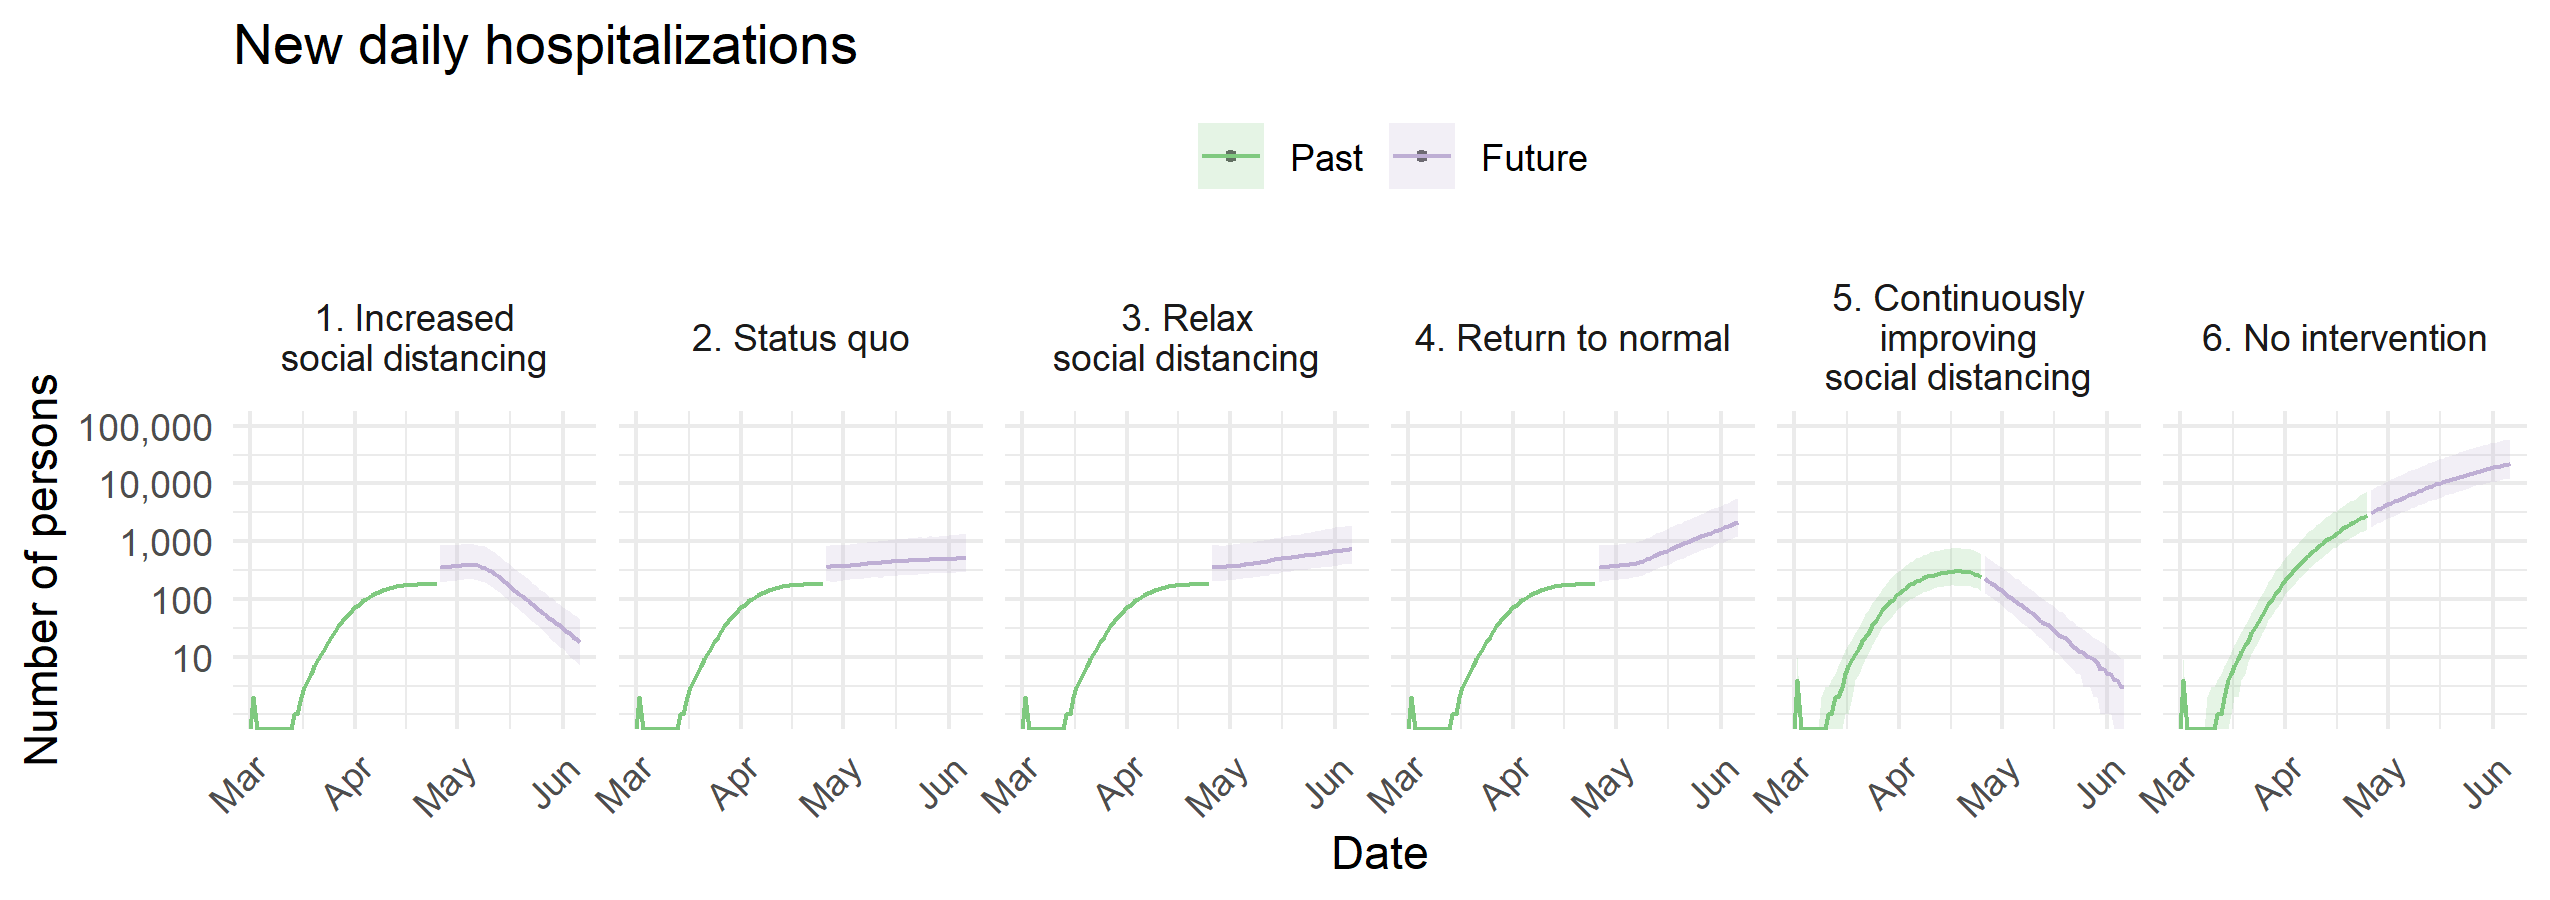 New daily hospitalizations
Past Future
1. Increased
social distancing
2. Status quo
3. Relax
social distancing
4. Return to normal
5. Continuously
improving
social distancing
6. No intervention
Number of persons
100,000
10,000
1,000
100
10
Mar Apr May Jun Mar Apr May Jun Mar Apr May Jun Mar Apr May Jun Mar Apr May Jun Mar Apr May Jun
Date